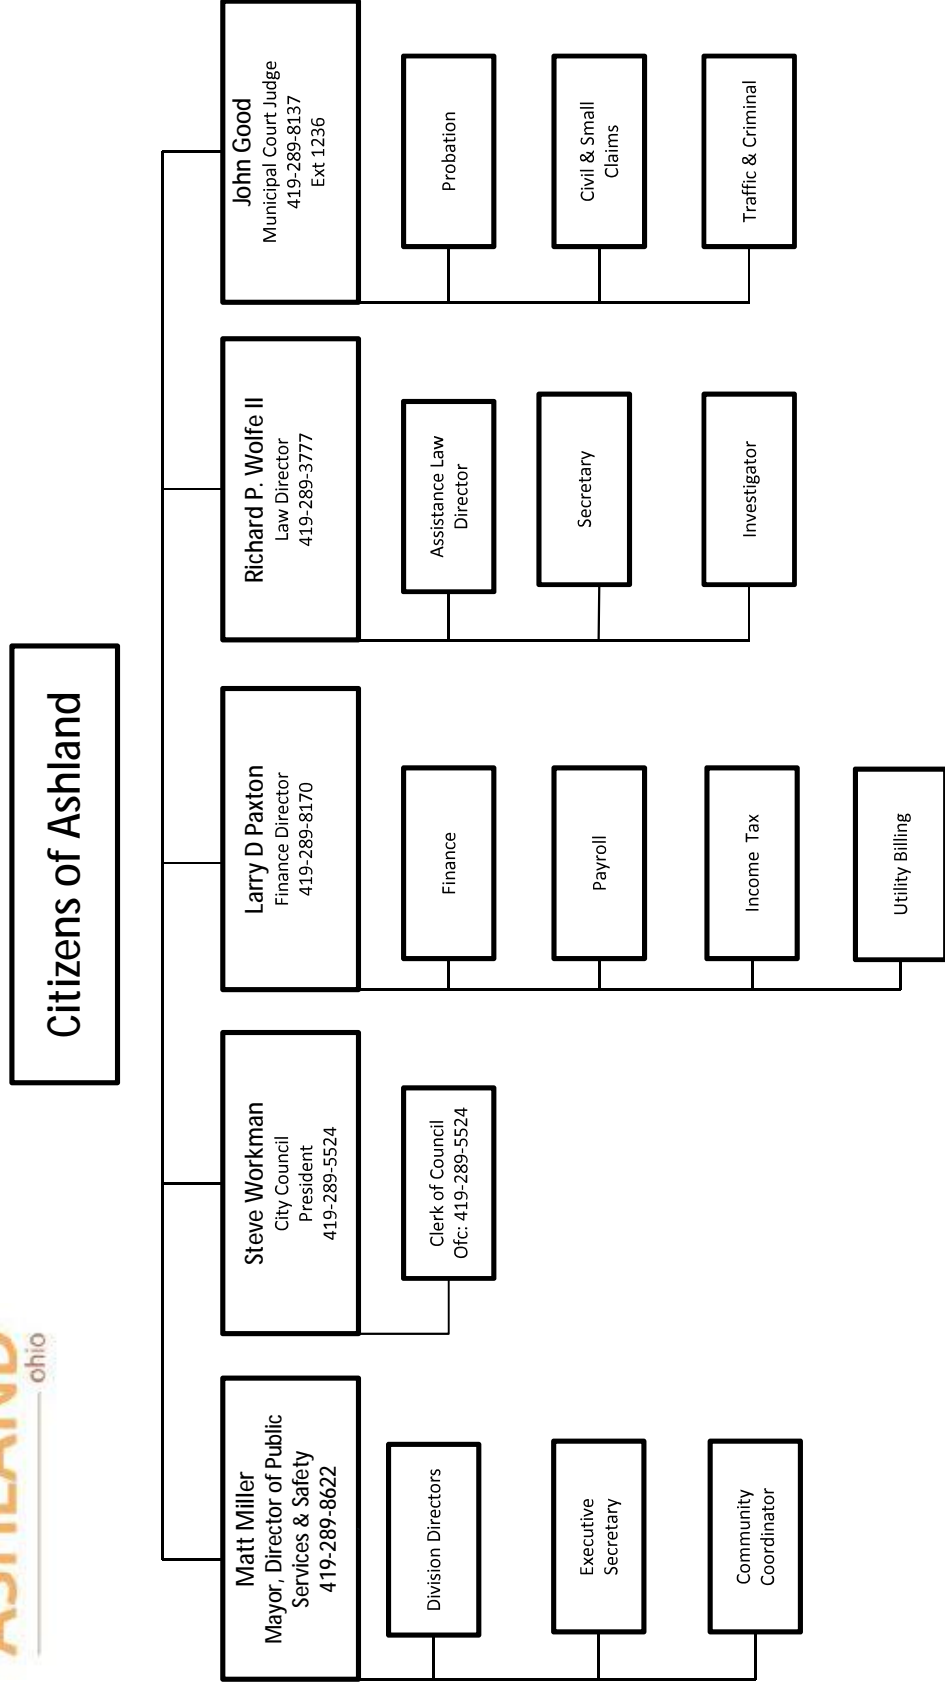 ASHLAND
ohio
Citizens of Ashland
Matt Miller
Mayor, Director of Public
Services & Safety
419-289-8622
Division Directors
Executive
Secretary
Community
Coordinator
Steve Workman
City Council
President
419-289-5524
Clerk of Council
Ofc: 419-289-5524
Larry D Paxton
Finance Director
419-289-8170
Finance
Payroll
Income Tax
Utility Billing
Richard P. Wolfe II
Law Director
419-289-3777
Assistance Law
Director
Secretary
Investigator
John Good
Municipal Court Judge
419-289-8137
Ext 1236
Probation
Civil & Small
Claims
Traffic & Criminal